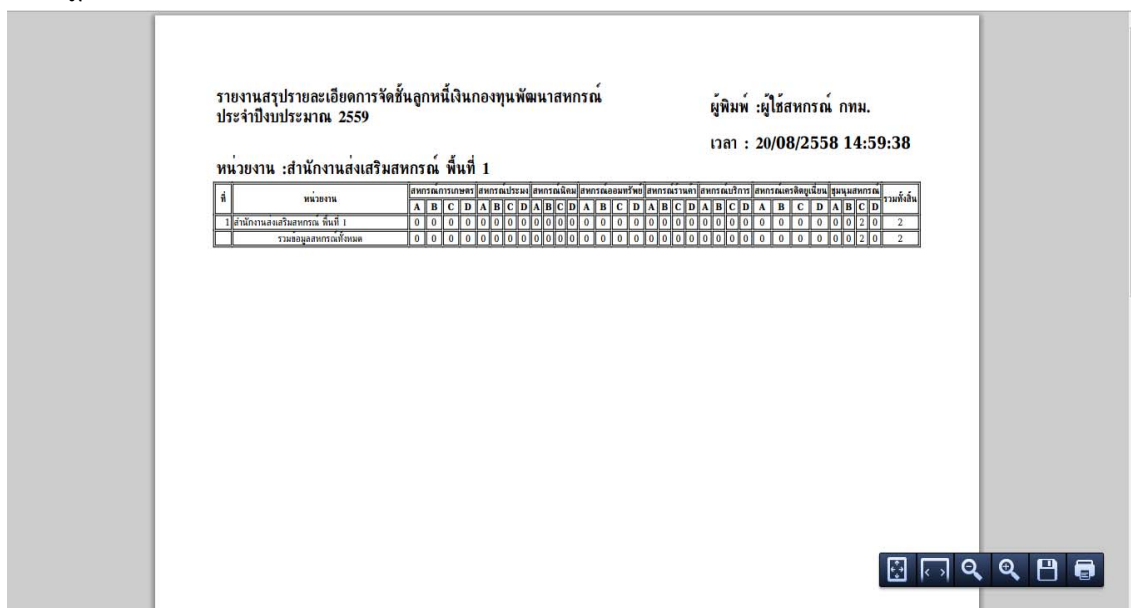 รายงานสรุปรายละเอียดการจัดชั้นลูกหนี้เงินกองทุนพัฒนาสหกรณ์
ประจำปีงบประมาณ 2559
ผู้พิมพ์ :ผู้ใช้สหกรณ์ กทม.
เวลา : 20/08/2558 14:59:38
หน่วยงาน :สำนักงานส่งเสริมสหกรณ์ พื้นที่ 1
ที่ หน่วยงาน สหกรณ์การเกษตร สหกรณ์ประมง สหกรณ์นิคม สหกรณ์ออมทรัพย์ สหกรณ์ร้านค้า สหกรณ์บริการ สหกรณ์เครดิตยูเนี่ยน ชุมนุมสหกรณ์ รวมทั้งสิ้น
A B C D A B C D A B C D A B C D A B C D A B C D A B C D A B C D
1 สำนักงานส่งเสริมสหกรณ์ พื้นที่ 1 0 0 0 0 0 0 0 0 0 0 0 0 0 0 0 0 0 0 0 0 0 0 0 0 0 0 0 0 0 0 2 0 2
รวมข้อมูลสหกรณ์ทั้งหมด 0 0 0 0 0 0 0 0 0 0 0 0 0 0 0 0 0 0 0 0 0 0 0 0 0 0 0 0 0 0 2 0 2